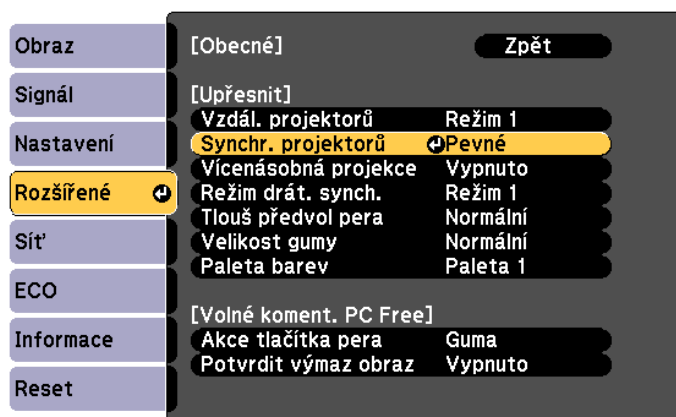 Obraz
Signál
Nastavení
Rozšířené
Síť
ECO
Informace
Reset
[Obecné] Zpět
[Upřesnit]
Vzdál. projektorů Režim 1
Synchr. projektorů Pevné
Vícenásobná projekce Vypnuto
Režim drát. synch. Režim 1
Tlouš předvol pera Normální
Velikost gumy Normální
Paleta barev Paleta 1
[Volné koment. PC Free]
Akce tlačítka pera Guma
Potvrdit výmaz obraz Vypnuto